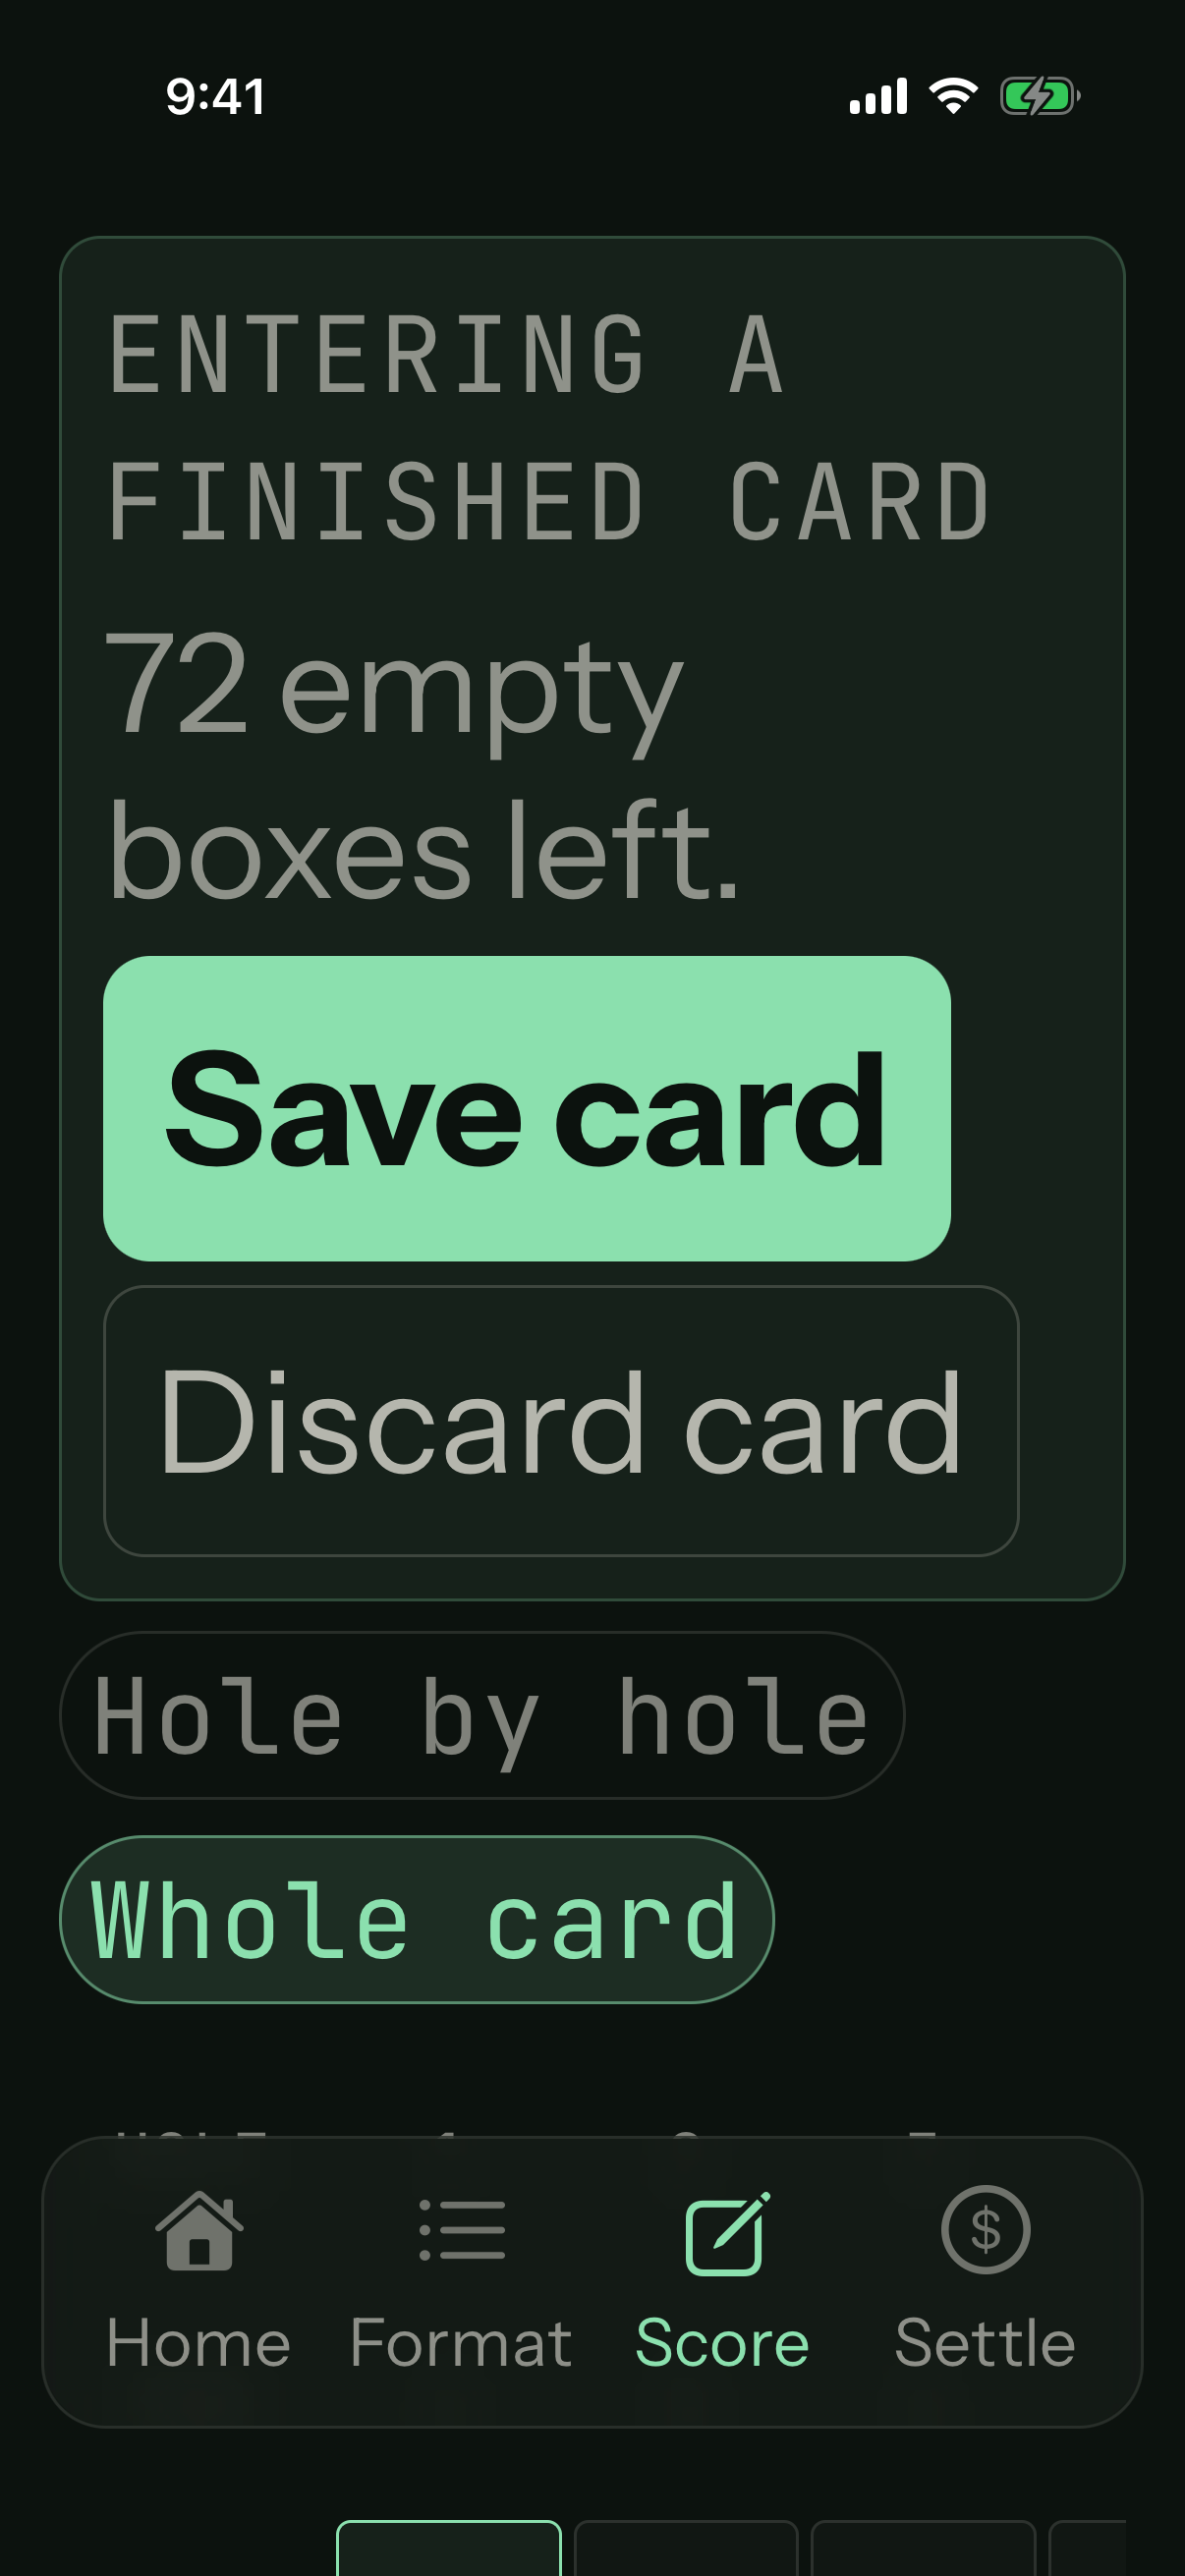 9:41
ENTERING A
FINISHED CARD
72 empty
boxes left.
Save card
Discard card
Hole by hole
Whole card
Home Format Score Settle